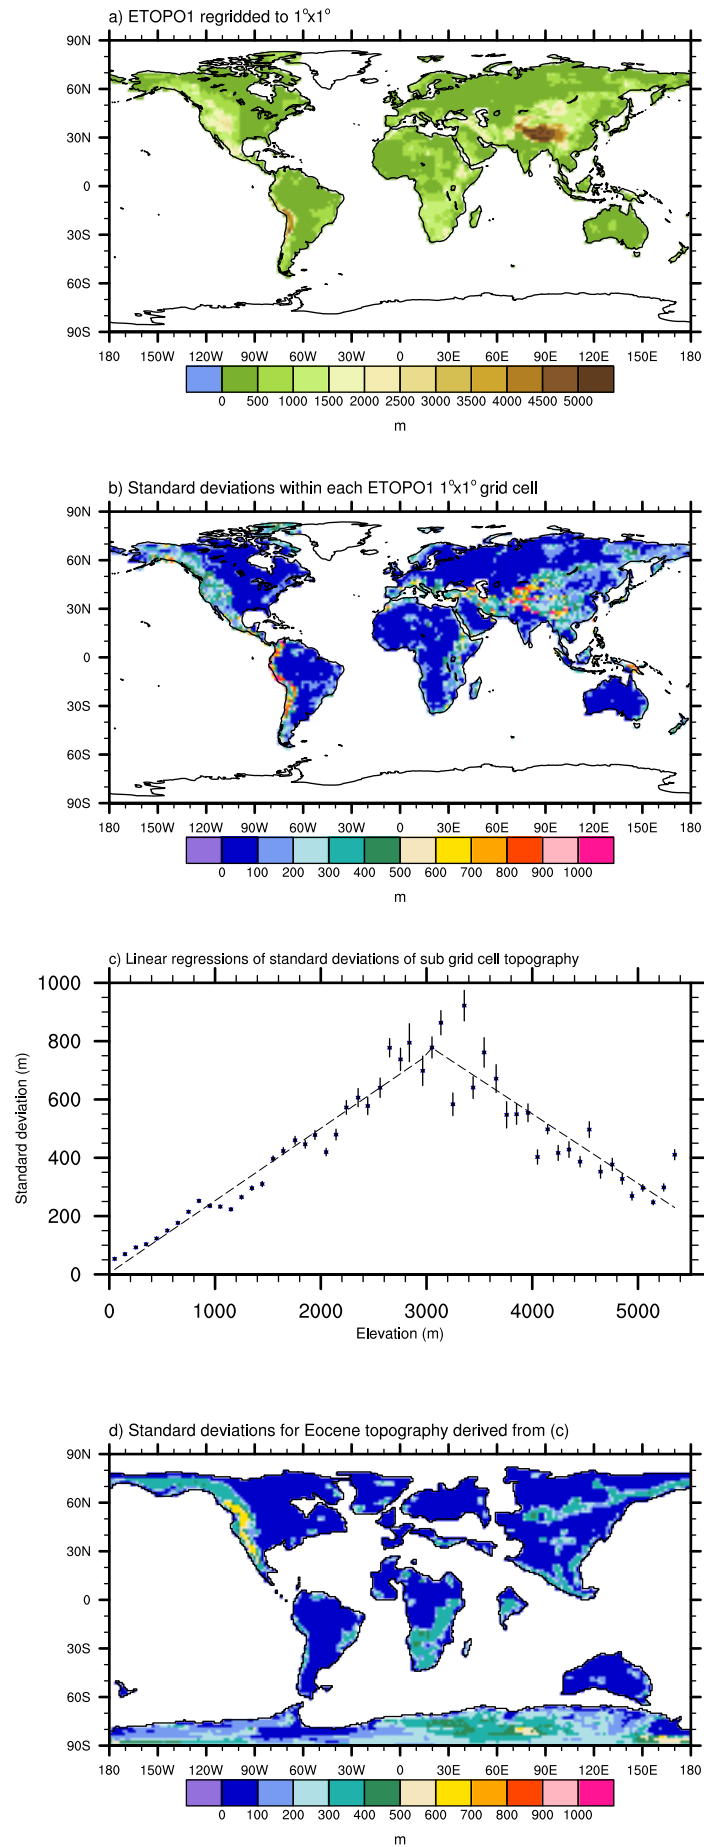 a) ETOPO1 regridded to 1°x1°
90N
60N
30N
0
30S
60S
90S
180 150W 120W 90W 60W 30W 0 30E 60E 90E 120E 150E 180
0 500 1000 1500 2000 2500 3000 3500 4000 4500 5000
m
b) Standard deviations within each ETOPO1 1°x1° grid cell
90N
60N
30N
0
30S
60S
90S
180 150W 120W 90W 60W 30W 0 30E 60E 90E 120E 150E 180
0 100 200 300 400 500 600 700 800 900 1000
m
c) Linear regressions of standard deviations of sub grid cell topography
Standard deviation (m)
1000
800
600
400
200
0
0 1000 2000 3000 4000 5000
Elevation (m)
d) Standard deviations for Eocene topography derived from (c)
90N
60N
30N
0
30S
60S
90S
180 150W 120W 90W 60W 30W 0 30E 60E 90E 120E 150E 180
0 100 200 300 400 500 600 700 800 900 1000
m